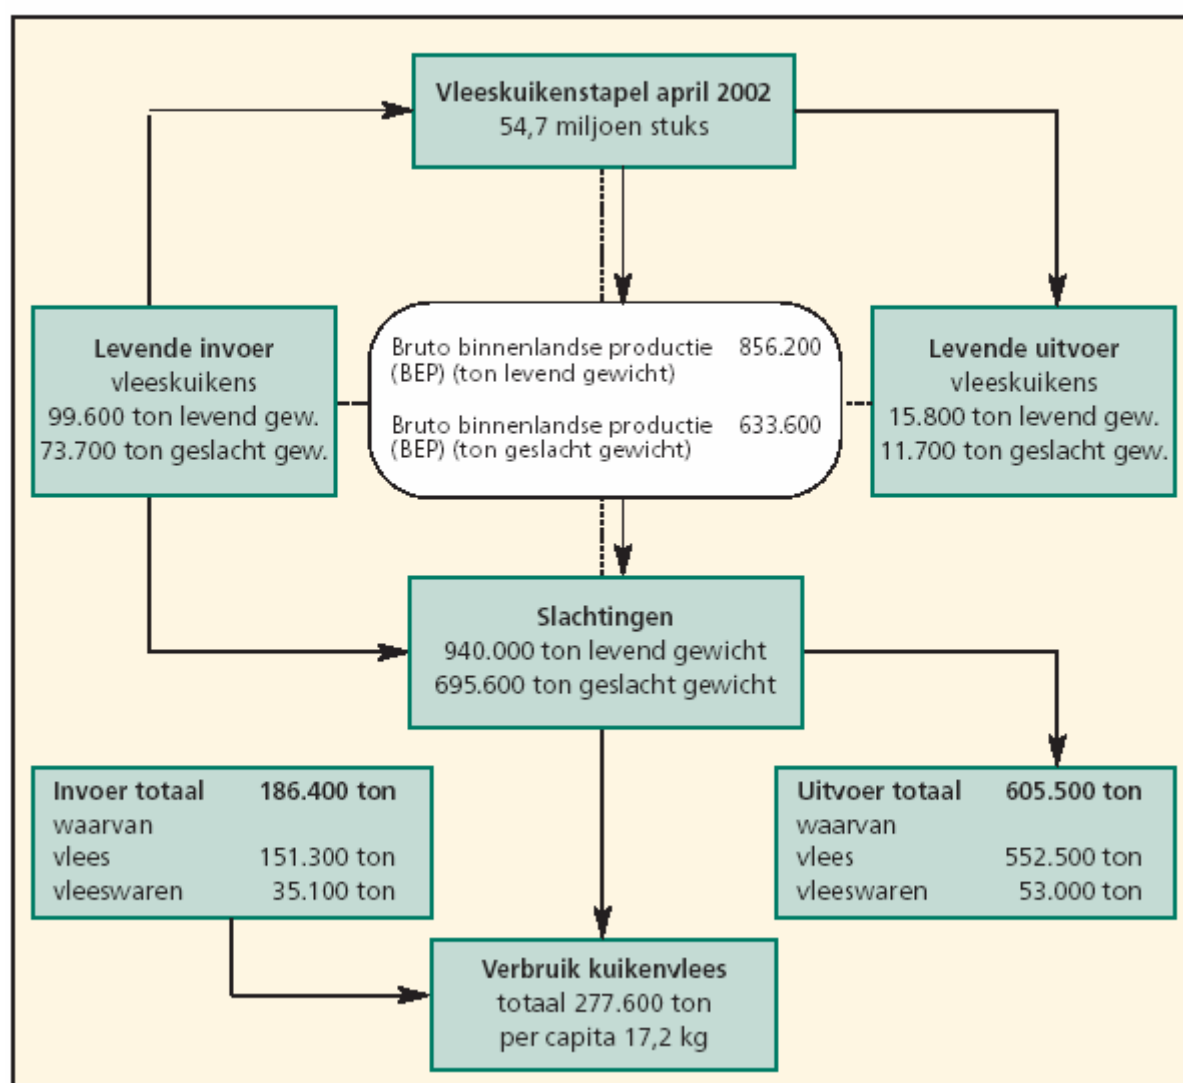 Vleeskuikenstapel april 2002
54,7 miljoen stuks
Levende invoer
vleeskuikens
99.600 ton levend gew.
73.700 ton geslacht gew.
Bruto binnenlandse productie 856.200
(BEP) (ton levend gewicht)
Bruto binnenlandse productie 633.600
(BEP) (ton geslacht gewicht)
Levende uitvoer
vleeskuikens
15.800 ton levend gew.
11.700 ton geslacht gew.
Slachtingen
940.000 ton levend gewicht
695.600 ton geslacht gewicht
Invoer totaal 186.400 ton
waarvan
vlees 151.300 ton
vleeswaren 35.100 ton
Uitvoer totaal 605.500 ton
waarvan
vlees 552.500 ton
vleeswaren 53.000 ton
Verbruik kuikenvlees
totaal 277.600 ton
per capita 17,2 kg